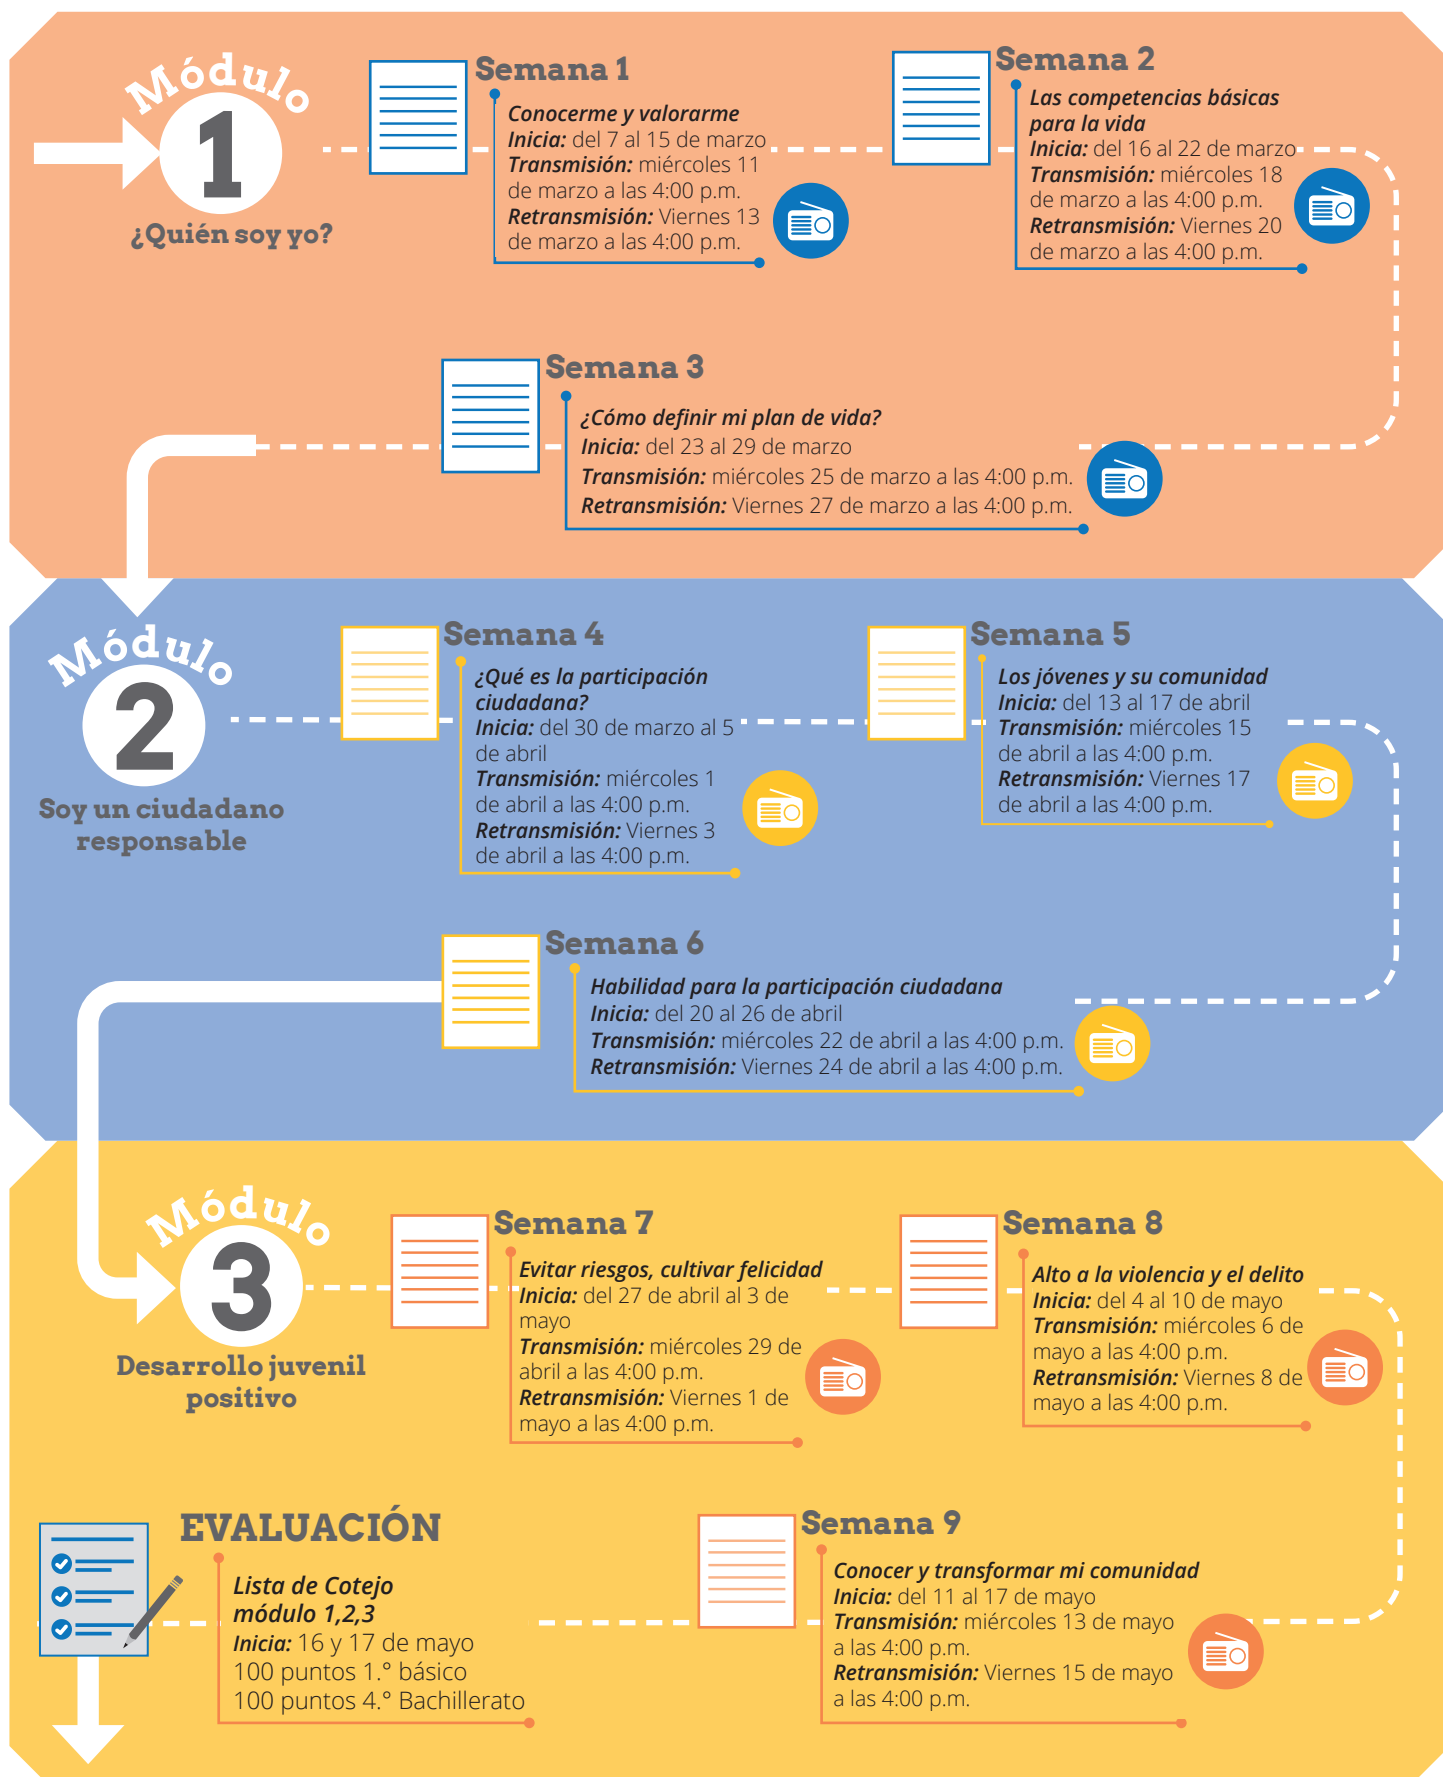 Módulo
1
¿Quién soy yo?
Semana 1
Conocerme y valorarme
Inicia: del 7 al 15 de marzo
Transmisión: miércoles 11
de marzo a las 4:00 p.m.
Retransmisión: Viernes 13
de marzo a las 4:00 p.m.
Semana 2
Las competencias básicas
para la vida
Inicia: del 16 al 22 de marzo
Transmisión: miércoles 18
de marzo a las 4:00 p.m.
Retransmisión: Viernes 20
de marzo a las 4:00 p.m.
Semana 3
¿Cómo definir mi plan de vida?
Inicia: del 23 al 29 de marzo
Transmisión: miércoles 25 de marzo a las 4:00 p.m.
Retransmisión: Viernes 27 de marzo a las 4:00 p.m.
Módulo
2
Soy un ciudadano
responsable
Semana 4
¿Qué es la participación
ciudadana?
Inicia: del 30 de marzo al 5
de abril
Transmisión: miércoles 1
de abril a las 4:00 p.m.
Retransmisión: Viernes 3
de abril a las 4:00 p.m.
Semana 5
Los jóvenes y su comunidad
Inicia: del 13 al 17 de abril
Transmisión: miércoles 15
de abril a las 4:00 p.m.
Retransmisión: Viernes 17
de abril a las 4:00 p.m.
Semana 6
Habilidad para la participación ciudadana
Inicia: del 20 al 26 de abril
Transmisión: miércoles 22 de abril a las 4:00 p.m.
Retransmisión: Viernes 24 de abril a las 4:00 p.m.
Módulo
3
Desarrollo juvenil
positivo
Semana 7
Evitar riesgos, cultivar felicidad
Inicia: del 27 de abril al 3 de
mayo
Transmisión: miércoles 29 de
abril a las 4:00 p.m.
Retransmisión: Viernes 1 de
mayo a las 4:00 p.m.
Semana 8
Alto a la violencia y el delito
Inicia: del 4 al 10 de mayo
Transmisión: miércoles 6 de
mayo a las 4:00 p.m.
Retransmisión: Viernes 8 de
mayo a las 4:00 p.m.
Semana 9
Conocer y transformar mi comunidad
Inicia: del 11 al 17 de mayo
Transmisión: miércoles 13 de mayo
a las 4:00 p.m.
Retransmisión: Viernes 15 de mayo
a las 4:00 p.m.
EVALUACIÓN
Lista de Cotejo
módulo 1,2,3
Inicia: 16 y 17 de mayo
100 puntos 1.° básico
100 puntos 4.° Bachillerato